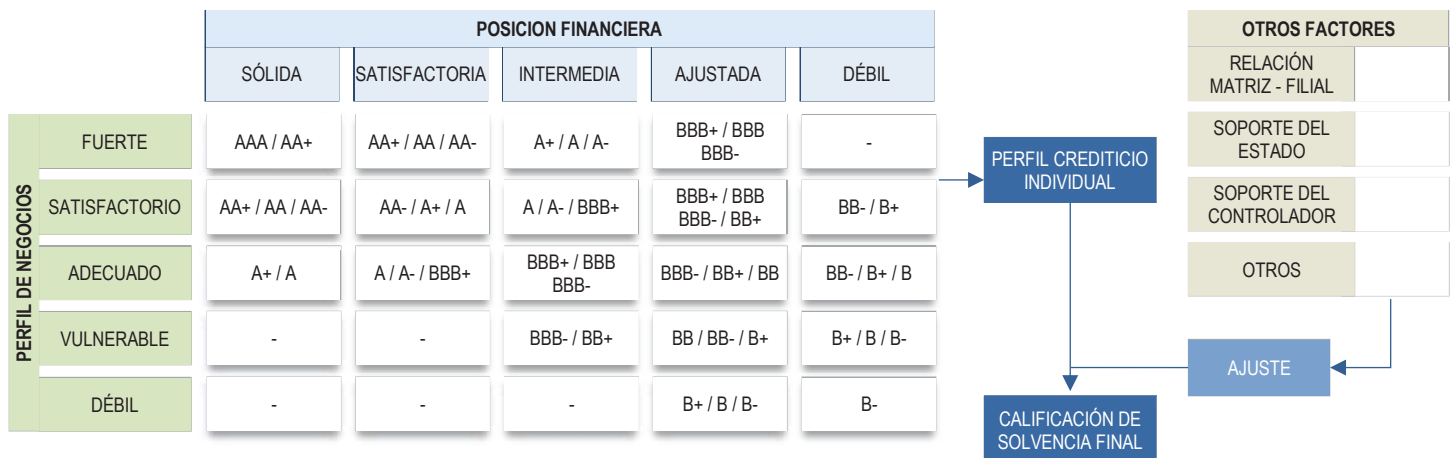 POSICION FINANCIERA
SÓLIDA
SATISFACTORIA
INTERMEDIA
AJUSTADA
DÉBIL
PERFIL DE NEGOCIOS
FUERTE
AAA / AA+
AA+ / AA / AA-
A+ / A / A-
BBB+ / BBB
BBB-
-
SATISFACTORIO
AA+ / AA / AA-
AA- / A+ / A
A / A- / BBB+
BBB+ / BBB
BBB- / BB+
BB- / B+
ADECUADO
A+ / A
A / A- / BBB+
BBB+ / BBB
BBB-
BBB- / BB+ / BB
BB- / B+ / B
VULNERABLE
-
-
BBB- / BB+
BB / BB- / B+
B+ / B / B-
DÉBIL
-
-
-
B+ / B / B-
B-
PERFIL CREDITICIO
INDIVIDUAL
CALIFICACIÓN DE
SOLVENCIA FINAL
OTROS FACTORES
RELACIÓN
MATRIZ - FILIAL
SOPORTE DEL
ESTADO
SOPORTE DEL
CONTROLADOR
OTROS
AJUSTE